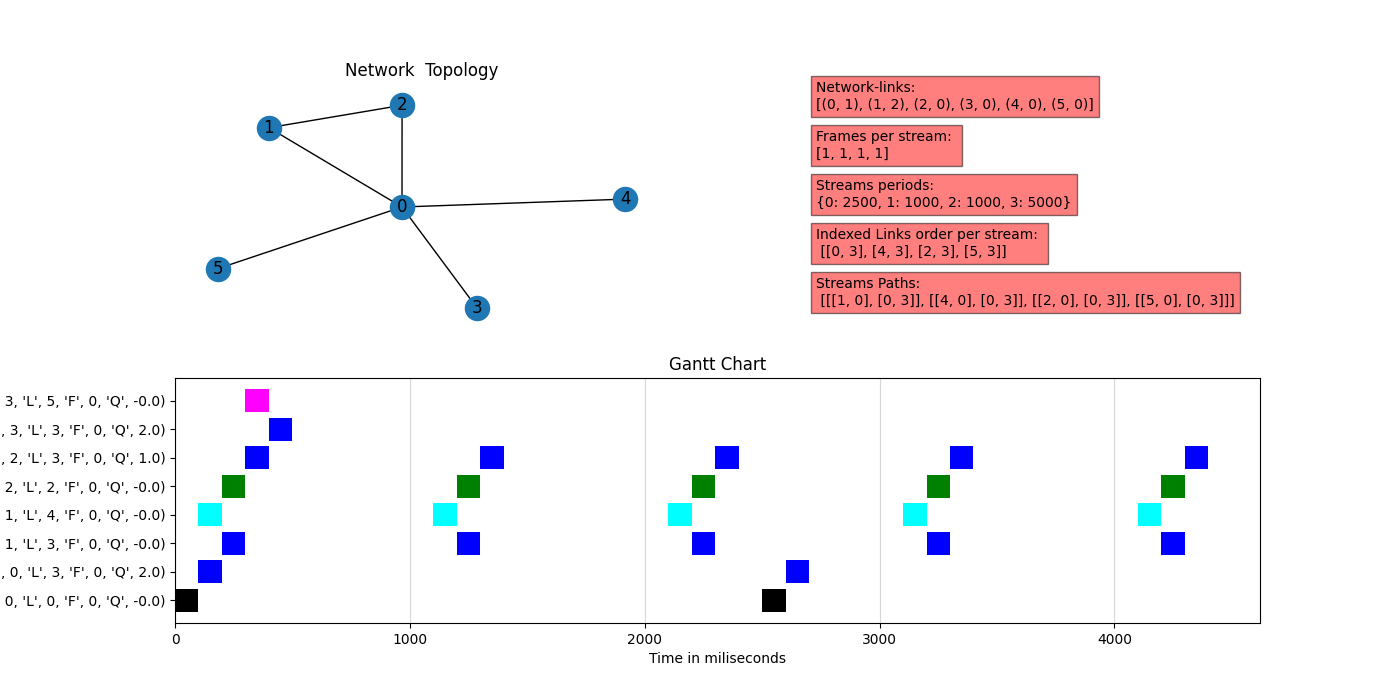 Network  Topology
2
1
0
4
5
3
Network-links:
[(0, 1), (1, 2), (2, 0), (3, 0), (4, 0), (5, 0)]
Frames per stream:
[1, 1, 1, 1]
Streams periods:
{0: 2500, 1: 1000, 2: 1000, 3: 5000}
Indexed Links order per stream:
[[0, 3], [4, 3], [2, 3], [5, 3]]
Streams Paths:
[[[1, 0], [0, 3]], [[4, 0], [0, 3]], [[2, 0], [0, 3]], [[5, 0], [0, 3]]]
Gantt Chart
3, 'L', 5, 'F', 0, 'Q', -0.0)
, 3, 'L', 3, 'F', 0, 'Q', 2.0)
, 2, 'L', 3, 'F', 0, 'Q', 1.0)
2, 'L', 2, 'F', 0, 'Q', -0.0)
1, 'L', 4, 'F', 0, 'Q', -0.0)
1, 'L', 3, 'F', 0, 'Q', -0.0)
, 0, 'L', 3, 'F', 0, 'Q', 2.0)
0, 'L', 0, 'F', 0, 'Q', -0.0)
0 1000 2000 3000 4000
Time in miliseconds